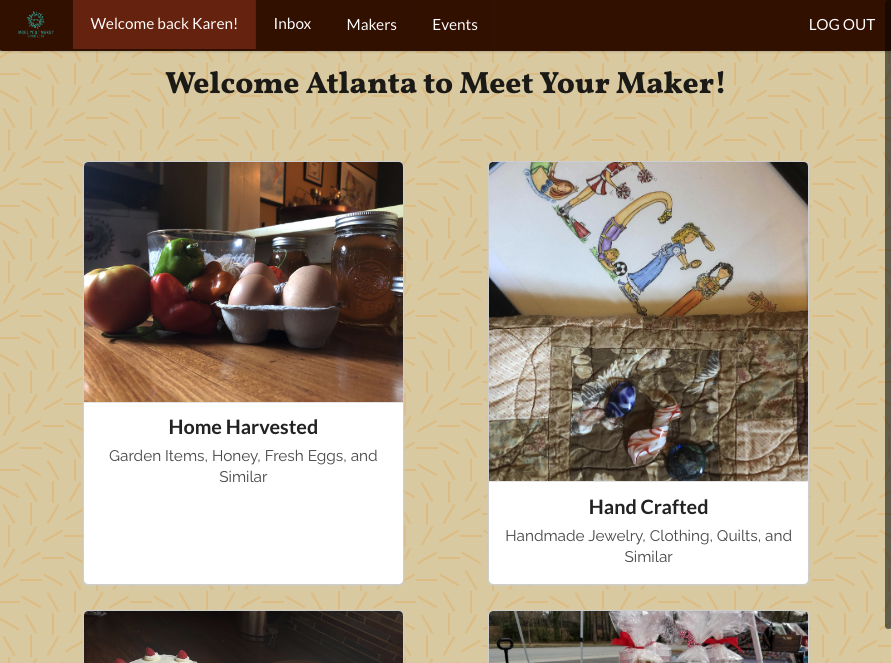 Welcome back Karen!
Inbox
Makers
Events
LOG OUT
Welcome Atlanta to Meet Your Maker!
Home Harvested
Garden Items, Honey, Fresh Eggs, and
Similar
Hand Crafted
Handmade Jewelry, Clothing, Quilts, and
Similar